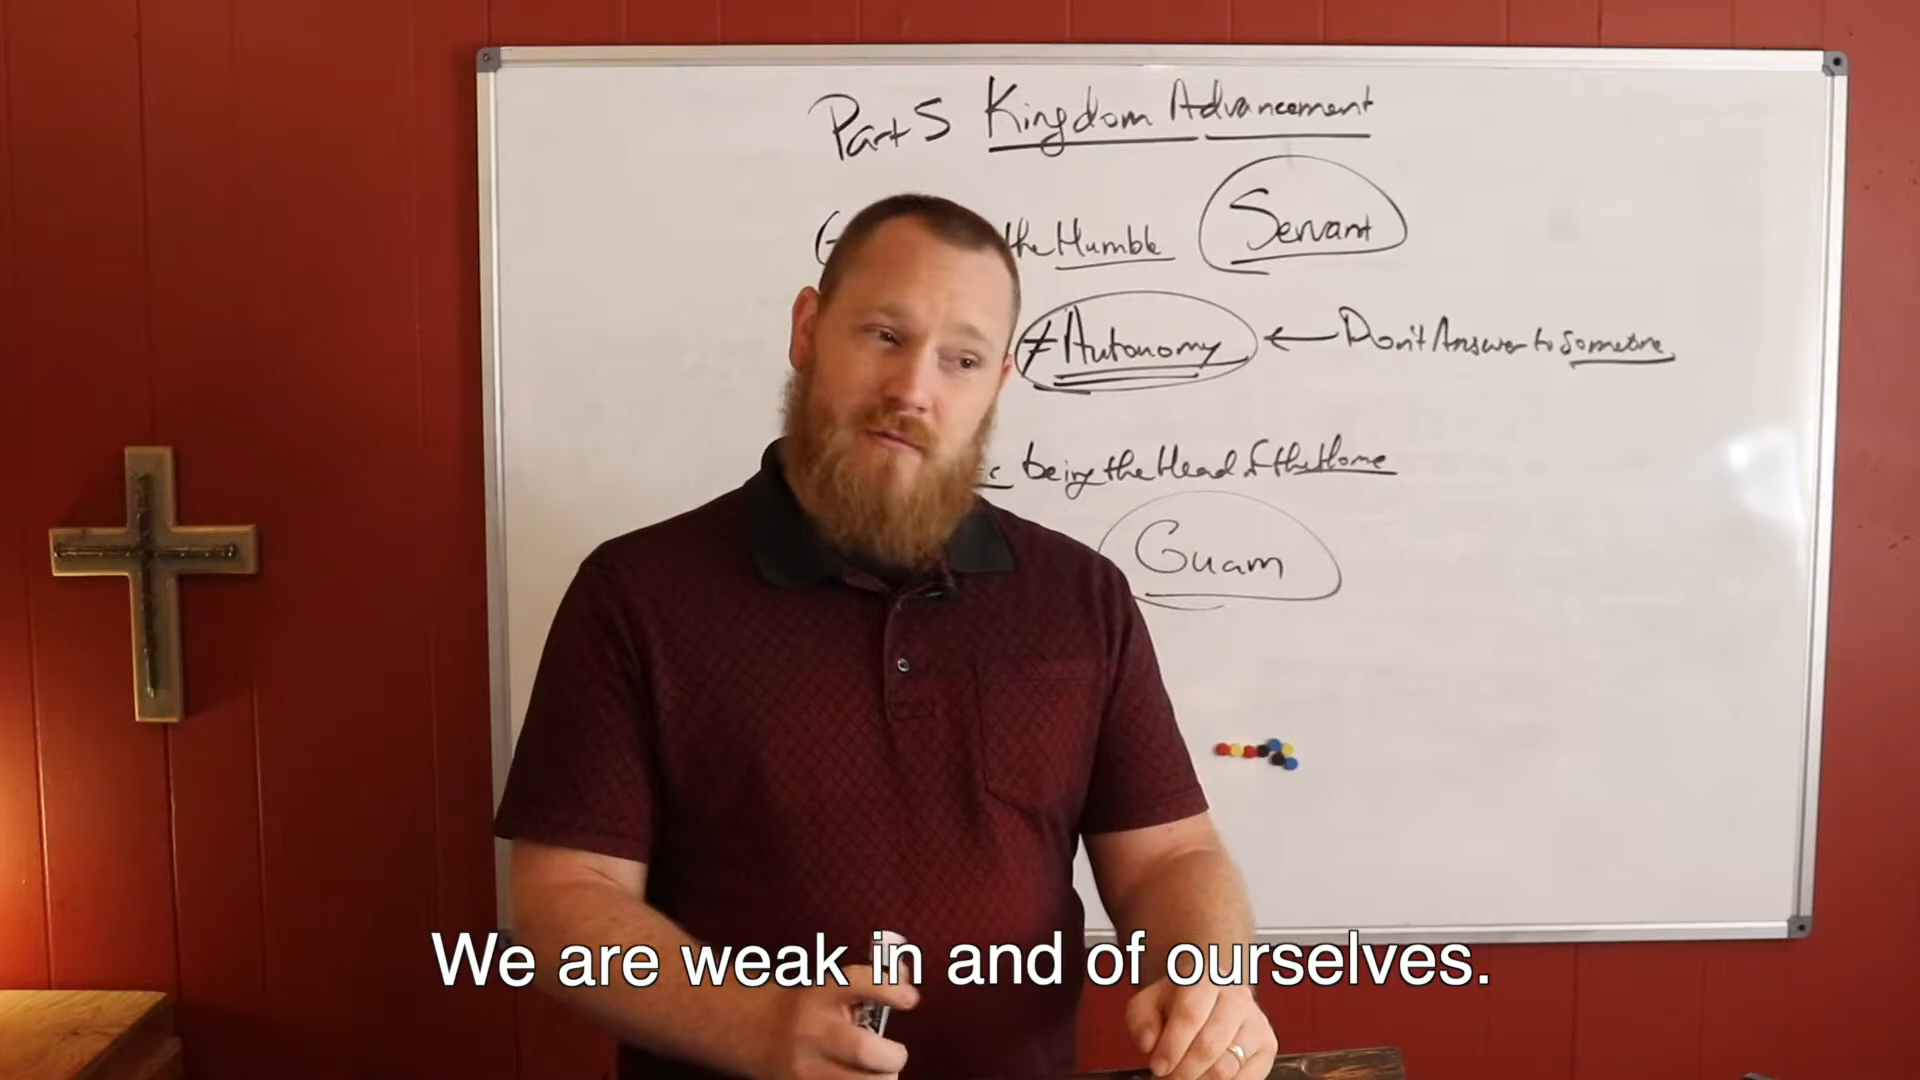 Part 5 Kingdom Advancement
the Humble Servant
≠ Autonomy ← Don't Answer to Someone
being the Head of the Home
Guam
We are weak in and of ourselves.